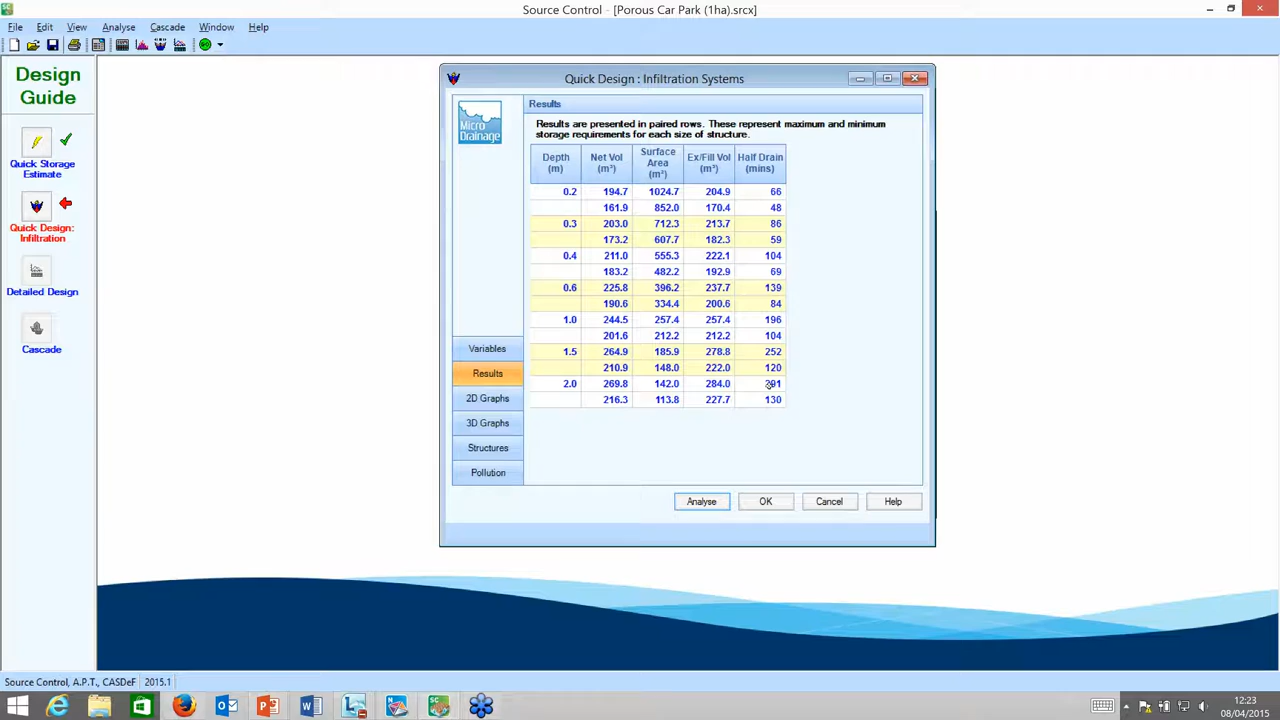 Source Control - [Porous Car Park (1ha).srcx]
File Edit View Analyse Cascade Window Help
Design
Guide
Quick Storage
Estimate
Quick Design:
Infiltration
Detailed Design
Cascade
Quick Design : Infiltration Systems
Micro
Drainage
Results
Results are presented in paired rows. These represent maximum and minimum
storage requirements for each size of structure.
Depth (m) Net Vol (m³) Surface Area (m²) Ex/Fill Vol (m³) Half Drain (mins)
0.2 194.7 1024.7 204.9 66
161.9 852.0 170.4 48
0.3 203.0 712.3 213.7 86
173.2 607.7 182.3 59
0.4 211.0 555.3 222.1 104
183.2 482.2 192.9 69
0.6 225.8 396.2 237.7 139
190.6 334.4 200.6 84
1.0 244.5 257.4 257.4 196
201.6 212.2 212.2 104
1.5 264.9 185.9 278.8 252
210.9 148.0 222.0 120
2.0 269.8 142.0 284.0 291
216.3 113.8 227.7 130
Variables
Results
2D Graphs
3D Graphs
Structures
Pollution
Analyse OK Cancel Help
Source Control, A.P.T., CASDeF 2015.1
12:23
08/04/2015